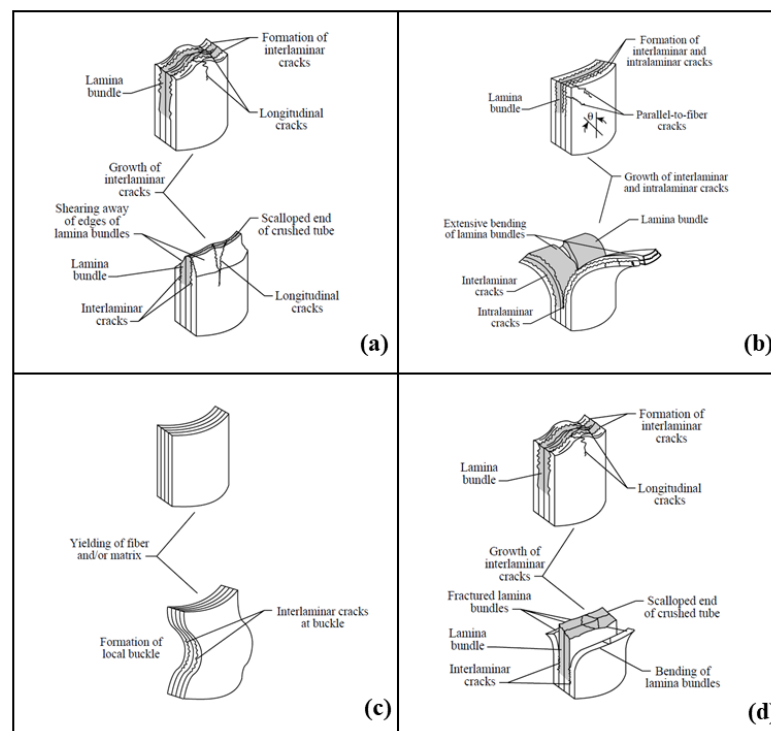 Formation of
interlaminar
cracks
Lamina
bundle
Longitudinal
cracks
Growth of
interlaminar
cracks
Shearing away
of edges of
lamina bundles
Scalloped end
of crushed tube
Lamina
bundle
Interlaminar
cracks
Longitudinal
cracks
(a)
Formation of
interlaminar and
intralaminar cracks
Lamina
bundle
Parallel-to-fiber
cracks
θ
Growth of interlaminar
and intralaminar cracks
Extensive bending
of lamina bundles
Lamina bundle
Interlaminar
cracks
Intralaminar
cracks
(b)
Yielding of fiber
and/or matrix
Interlaminar cracks
at buckle
Formation of
local buckle
(c)
Formation of
interlaminar
cracks
Lamina
bundle
Longitudinal
cracks
Growth of
interlaminar
cracks
Fractured lamina
bundles
Scalloped end
of crushed tube
Lamina
bundle
Interlaminar
cracks
Bending of
lamina bundles
(d)